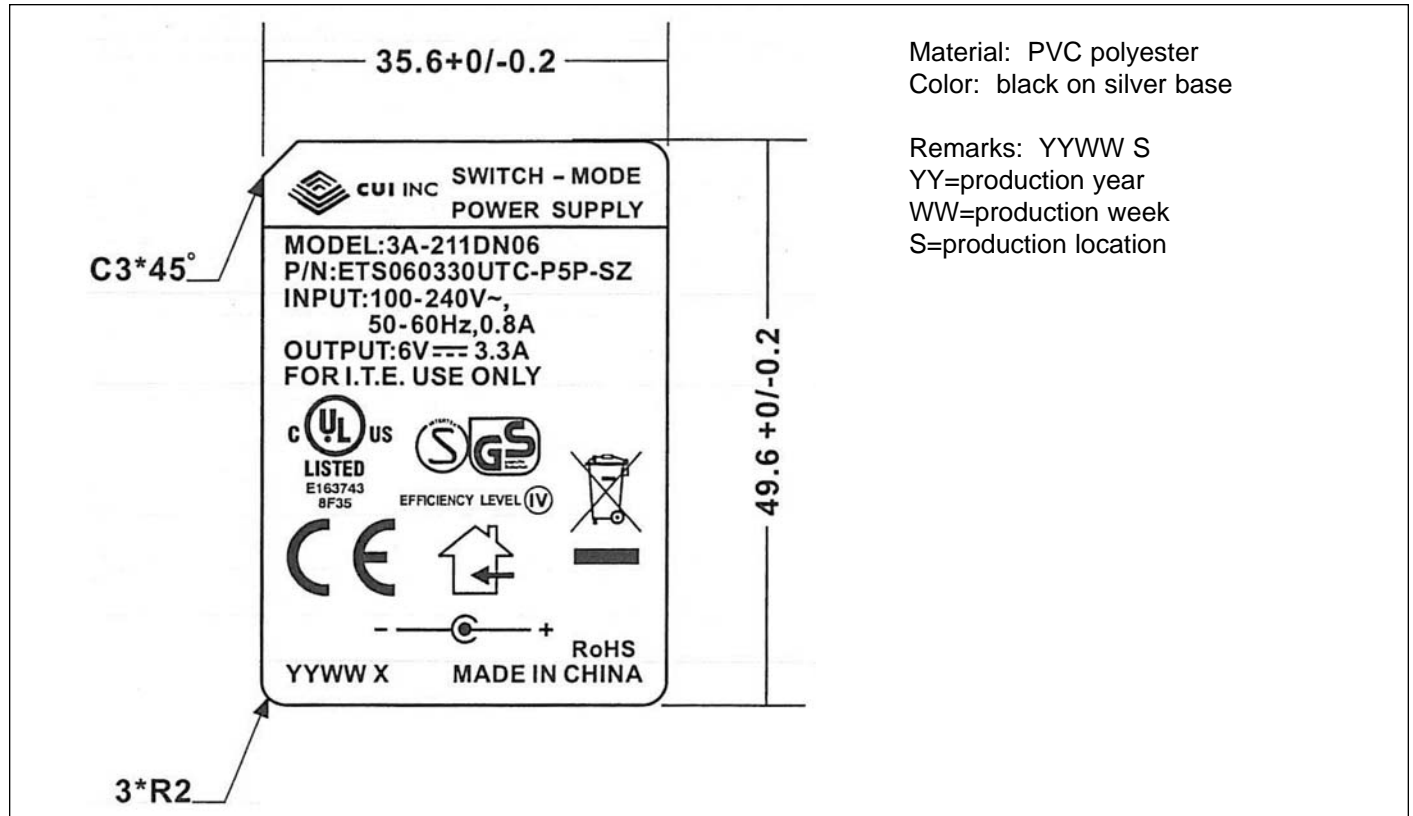 35.6+0/-0.2
Material: PVC polyester
Color: black on silver base
Remarks: YYWW S
YY=production year
WW=production week
S=production location
CUI INC
SWITCH - MODE
POWER SUPPLY
C3*45°
MODEL:3A-211DN06
P/N:ETS060330UTC-P5P-SZ
INPUT:100-240V~,
50-60Hz,0.8A
OUTPUT:6V⎓3.3A
FOR I.T.E. USE ONLY
49.6 +0/-0.2
C UL US
LISTED
E163743
8F35
S GS
EFFICIENCY LEVEL IV
CE
- +
RoHS
YYWW X MADE IN CHINA
3*R2